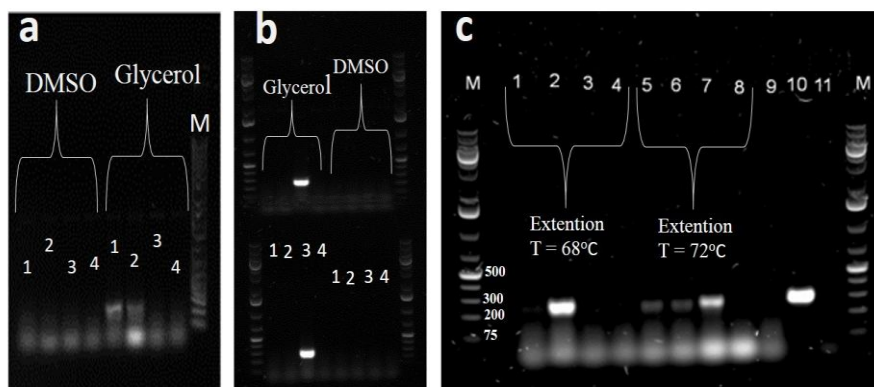 a
DMSO
Glycerol
M
1 2 3 4 1 2 3 4
b
Glycerol
DMSO
1 2 3 4
1 2 3 4
c
M 1 2 3 4 5 6 7 8 9 10 11 M
Extention
T = 68°C
Extention
T = 72°C
500
300
200
75